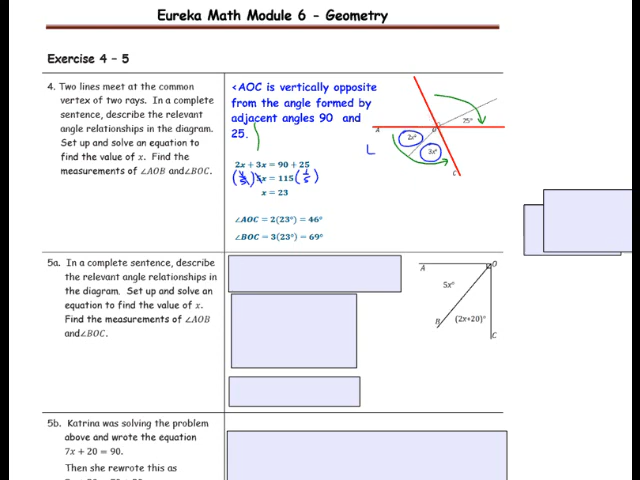 Eureka Math Module 6 – Geometry
Exercise 4 – 5
4. Two lines meet at the common
vertex of two rays. In a complete
sentence, describe the relevant
angle relationships in the diagram.
Set up and solve an equation to
find the value of x. Find the
measurements of ∠AOB and∠BOC.
<AOC is vertically opposite
from the angle formed by
adjacent angles 90 and
25.
2x + 3x = 90 + 25
5x = 115
x = 23
∠AOC = 2(23°) = 46°
∠BOC = 3(23°) = 69°
A
O
25°
2x°
3x°
C
5a. In a complete sentence, describe
the relevant angle relationships in
the diagram. Set up and solve an
equation to find the value of x.
Find the measurements of ∠AOB
and∠BOC.
A
O
5x°
B
(2x+20)°
C
5b. Katrina was solving the problem
above and wrote the equation
7x + 20 = 90.
Then she rewrote this as